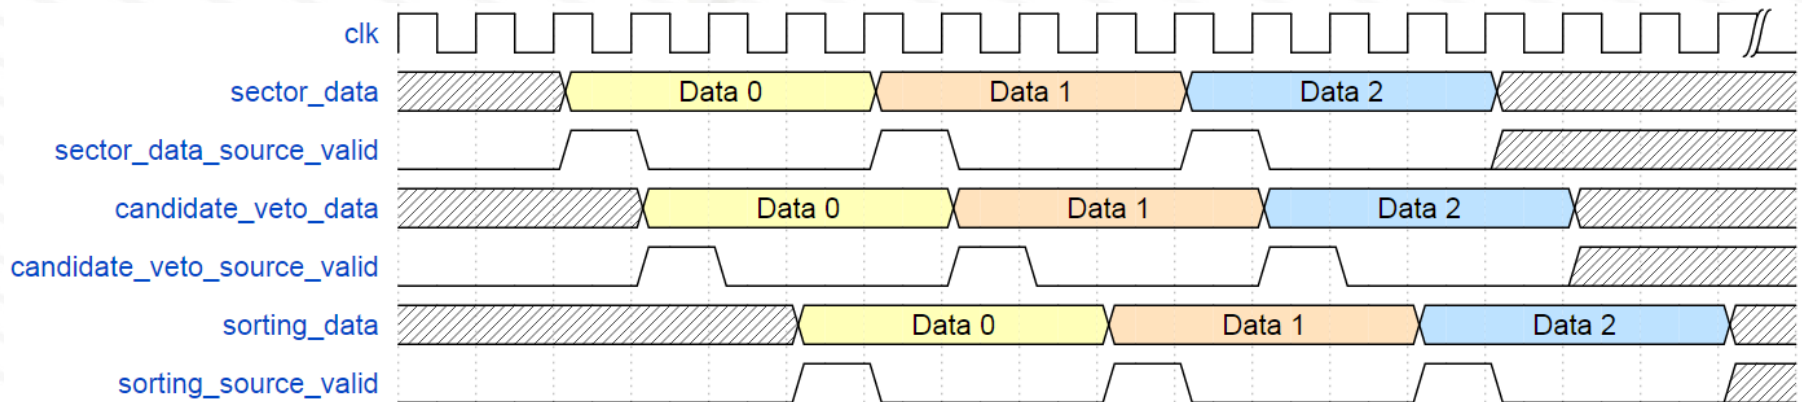 clk
sector_data Data 0 Data 1 Data 2
sector_data_source_valid
candidate_veto_data Data 0 Data 1 Data 2
candidate_veto_source_valid
sorting_data Data 0 Data 1 Data 2
sorting_source_valid